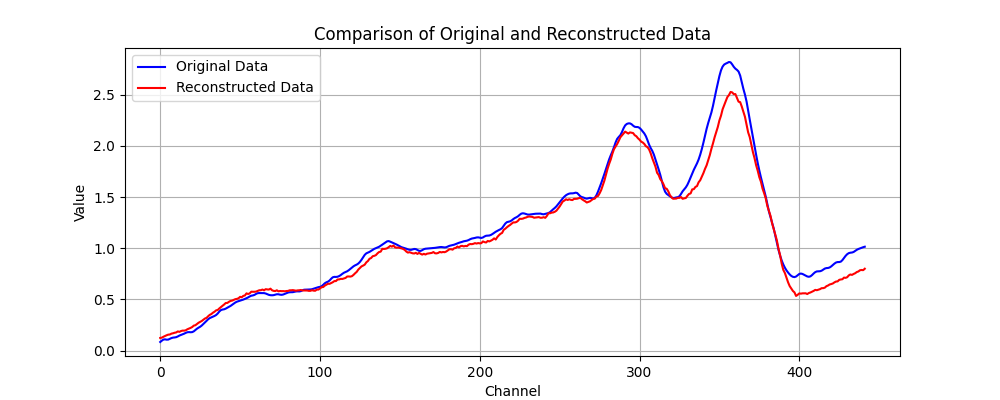 Comparison of Original and Reconstructed Data
Original Data
Reconstructed Data
Value
2.5
2.0
1.5
1.0
0.5
0.0
0 100 200 300 400
Channel